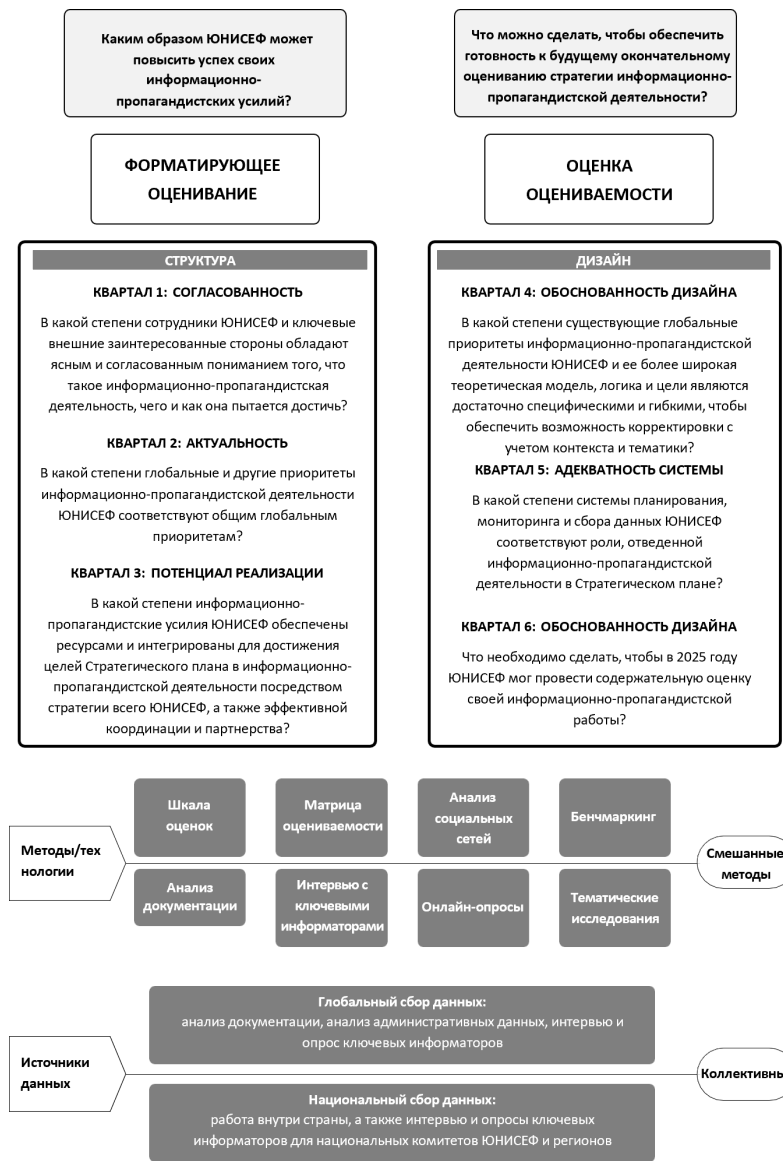 Каким образом ЮНИСЕФ может
повысить успех своих
информационно-
пропагандистских усилий?
Что можно сделать, чтобы обеспечить
готовность к будущему окончательному
оцениванию стратегии информационно-
пропагандистской деятельности?
ФОРМАТИРУЮЩЕЕ
ОЦЕНИВАНИЕ
ОЦЕНКА
ОЦЕНИВАЕМОСТИ
СТРУКТУРА
КВАРТАЛ 1: СОГЛАСОВАННОСТЬ
В какой степени сотрудники ЮНИСЕФ и ключевые
внешние заинтересованные стороны обладают
ясным и согласованным пониманием того, что
такое информационно-пропагандистская
деятельность, чего и как она пытается достичь?
КВАРТАЛ 2: АКТУАЛЬНОСТЬ
В какой степени глобальные и другие приоритеты
информационно-пропагандистской деятельности
ЮНИСЕФ соответствуют общим глобальным
приоритетам?
КВАРТАЛ 3: ПОТЕНЦИАЛ РЕАЛИЗАЦИИ
В какой степени информационно-
пропагандистские усилия ЮНИСЕФ обеспечены
ресурсами и интегрированы для достижения
целей Стратегического плана в информационно-
пропагандистской деятельности посредством
стратегии всего ЮНИСЕФ, а также эффективной
координации и партнерства?
ДИЗАЙН
КВАРТАЛ 4: ОБОСНОВАННОСТЬ ДИЗАЙНА
В какой степени существующие глобальные
приоритеты информационно-пропагандистской
деятельности ЮНИСЕФ и ее более широкая
теоретическая модель, логика и цели являются
достаточно специфическими и гибкими, чтобы
обеспечить возможность корректировки с
учетом контекста и тематики?
КВАРТАЛ 5: АДЕКВАТНОСТЬ СИСТЕМЫ
В какой степени системы планирования,
мониторинга и сбора данных ЮНИСЕФ
соответствуют роли, отведенной
информационно-пропагандистской
деятельности в Стратегическом плане?
КВАРТАЛ 6: ОБОСНОВАННОСТЬ ДИЗАЙНА
Что необходимо сделать, чтобы в 2025 году
ЮНИСЕФ мог провести содержательную оценку
своей информационно-пропагандистской
работы?
Методы/тех
нологии
Шкала
оценок
Матрица
оцениваемости
Анализ
социальных
сетей
Бенчмаркинг
Анализ
документации
Интервью с
ключевыми
информаторами
Онлайн-опросы
Тематические
исследования
Смешанные
методы
Источники
данных
Глобальный сбор данных:
анализ документации, анализ административных данных, интервью и
опрос ключевых информаторов
Национальный сбор данных:
работа внутри страны, а также интервью и опросы ключевых
информаторов для национальных комитетов ЮНИСЕФ и регионов